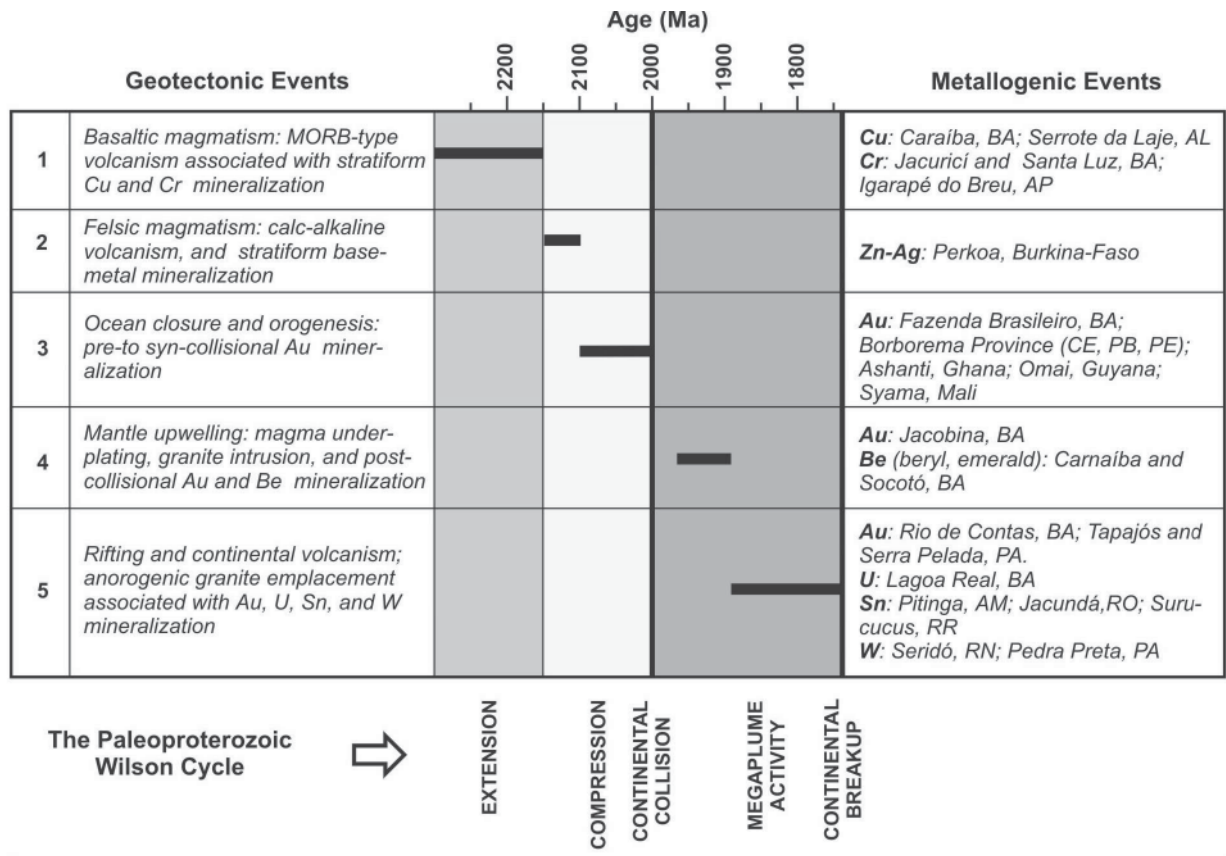 Age (Ma)
Geotectonic Events
2200
2100
2000
1900
1800
Metallogenic Events
1
Basaltic magmatism: MORB-type
volcanism associated with stratiform
Cu and Cr mineralization
Cu: Caraíba, BA; Serrote da Laje, AL
Cr: Jacuricí and Santa Luz, BA;
Igarapé do Breu, AP
2
Felsic magmatism: calc-alkaline
volcanism, and stratiform base-
metal mineralization
Zn-Ag: Perkoa, Burkina-Faso
3
Ocean closure and orogenesis:
pre-to syn-collisional Au miner-
alization
Au: Fazenda Brasileiro, BA;
Borborema Province (CE, PB, PE);
Ashanti, Ghana; Omai, Guyana;
Syama, Mali
4
Mantle upwelling: magma under-
plating, granite intrusion, and post-
collisional Au and Be mineralization
Au: Jacobina, BA
Be (beryl, emerald): Carnaíba and
Socotó, BA
5
Rifting and continental volcanism;
anorogenic granite emplacement
associated with Au, U, Sn, and W
mineralization
Au: Rio de Contas, BA; Tapajós and
Serra Pelada, PA.
U: Lagoa Real, BA
Sn: Pitinga, AM; Jacundá,RO; Suru-
cucus, RR
W: Seridó, RN; Pedra Preta, PA
The Paleoproterozoic
Wilson Cycle
EXTENSION
COMPRESSION
CONTINENTAL
COLLISION
MEGAPLUME
ACTIVITY
CONTINENTAL
BREAKUP